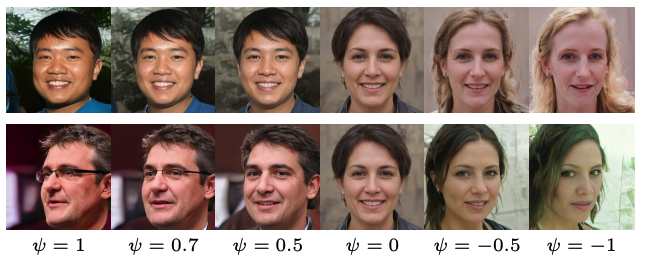 ψ = 1 ψ = 0.7 ψ = 0.5 ψ = 0 ψ = −0.5 ψ = −1